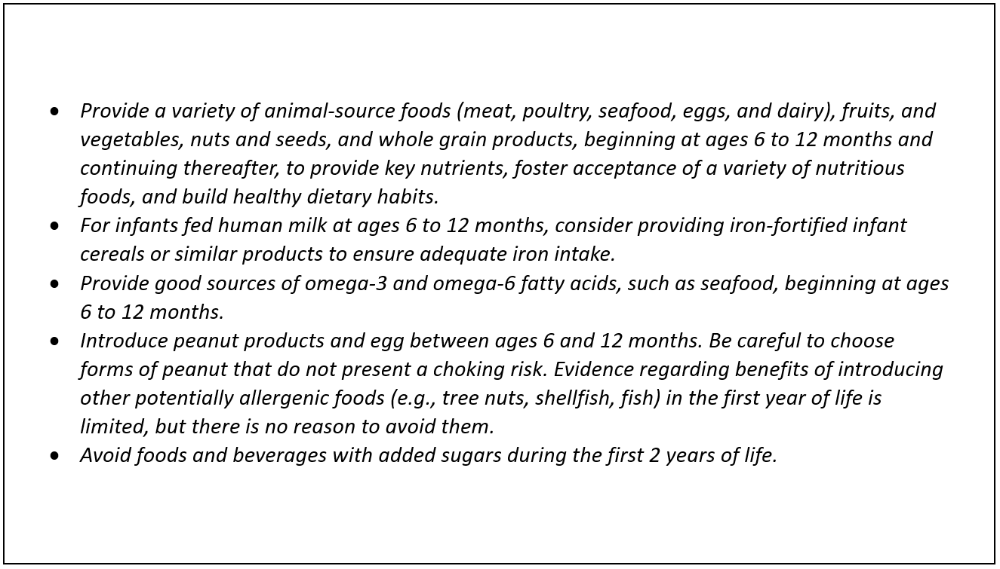 • Provide a variety of animal-source foods (meat, poultry, seafood, eggs, and dairy), fruits, and
vegetables, nuts and seeds, and whole grain products, beginning at ages 6 to 12 months and
continuing thereafter, to provide key nutrients, foster acceptance of a variety of nutritious
foods, and build healthy dietary habits.
• For infants fed human milk at ages 6 to 12 months, consider providing iron-fortified infant
cereals or similar products to ensure adequate iron intake.
• Provide good sources of omega-3 and omega-6 fatty acids, such as seafood, beginning at ages
6 to 12 months.
• Introduce peanut products and egg between ages 6 and 12 months. Be careful to choose
forms of peanut that do not present a choking risk. Evidence regarding benefits of introducing
other potentially allergenic foods (e.g., tree nuts, shellfish, fish) in the first year of life is
limited, but there is no reason to avoid them.
• Avoid foods and beverages with added sugars during the first 2 years of life.